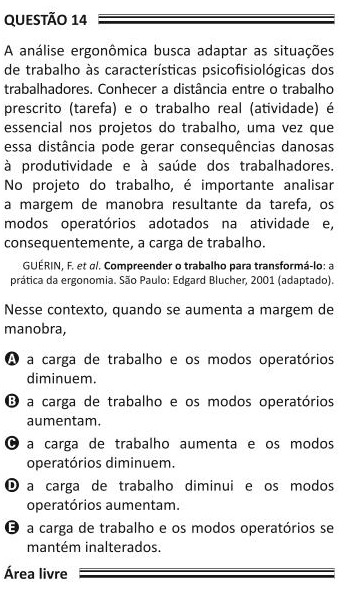 QUESTÃO 14
A análise ergonômica busca adaptar as situações
de trabalho às características psicofisiológicas dos
trabalhadores. Conhecer a distância entre o trabalho
prescrito (tarefa) e o trabalho real (atividade) é
essencial nos projetos do trabalho, uma vez que
essa distância pode gerar consequências danosas
à produtividade e à saúde dos trabalhadores.
No projeto do trabalho, é importante analisar
a margem de manobra resultante da tarefa, os
modos operatórios adotados na atividade e,
consequentemente, a carga de trabalho.
GUÉRIN, F. et al. Compreender o trabalho para transformá-lo: a
prática da ergonomia. São Paulo: Edgard Blucher, 2001 (adaptado).
Nesse contexto, quando se aumenta a margem de
manobra,
A a carga de trabalho e os modos operatórios
diminuem.
B a carga de trabalho e os modos operatórios
aumentam.
C a carga de trabalho aumenta e os modos
operatórios diminuem.
D a carga de trabalho diminui e os modos
operatórios aumentam.
E a carga de trabalho e os modos operatórios se
mantém inalterados.
Área livre